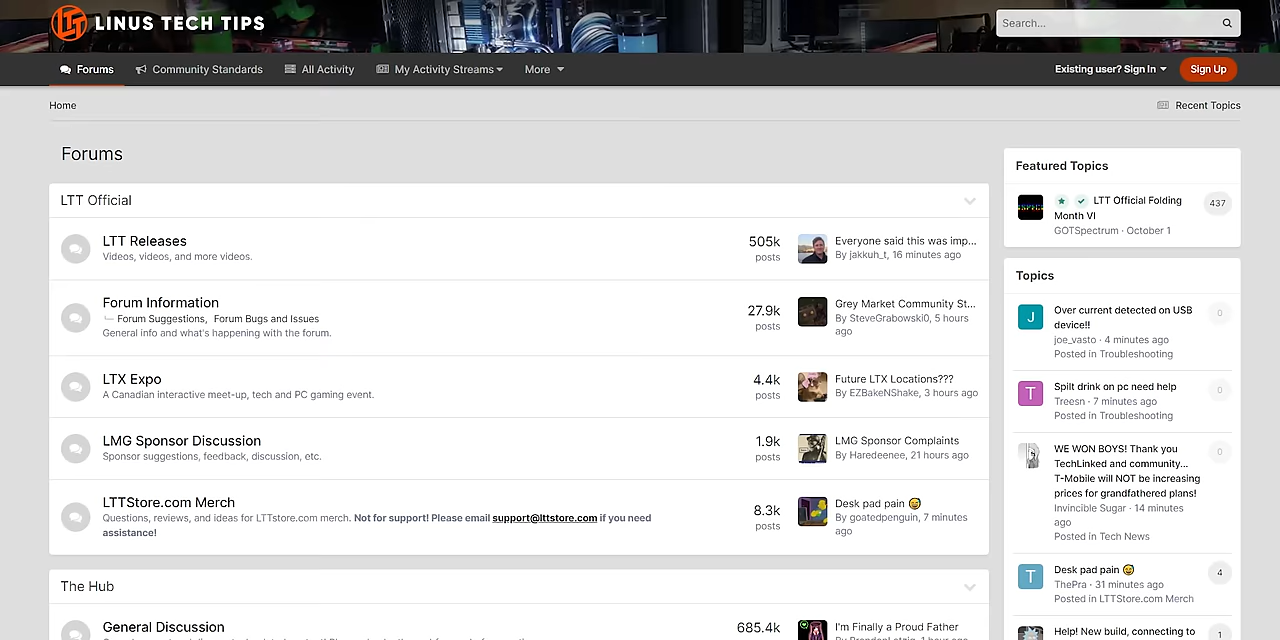 LINUS TECH TIPS
Search...
Forums
Community Standards
All Activity
My Activity Streams
More
Existing user? Sign In
Sign Up
Home
Recent Topics
Forums
LTT Official
LTT Releases
Videos, videos, and more videos.
505k
posts
Everyone said this was imp...
By jakkuh_t, 16 minutes ago
Forum Information
Forum Suggestions, Forum Bugs and Issues
General info and what's happening with the forum.
27.9k
posts
Grey Market Community St...
By SteveGrabowski0, 5 hours
ago
LTX Expo
A Canadian interactive meet-up, tech and PC gaming event.
4.4k
posts
Future LTX Locations???
By EZBakeNShake, 3 hours ago
LMG Sponsor Discussion
Sponsor suggestions, feedback, discussion, etc.
1.9k
posts
LMG Sponsor Complaints
By Haredeenee, 21 hours ago
LTTStore.com Merch
Questions, reviews, and ideas for LTTstore.com merch. Not for support! Please email support@lttstore.com if you need
assistance!
8.3k
posts
Desk pad pain 😅
By goatedpenguin, 7 minutes
ago
The Hub
General Discussion
685.4k
I'm Finally a Proud Father
Featured Topics
LTT Official Folding
Month VI
GOTSpectrum · October 1
437
Topics
J
Over current detected on USB
device!!
joe_vasto · 4 minutes ago
Posted in Troubleshooting
0
T
Spilt drink on pc need help
Treesn · 7 minutes ago
Posted in Troubleshooting
0
WE WON BOYS! Thank you
TechLinked and community...
T-Mobile will NOT be increasing
prices for grandfathered plans!
Invincible Sugar · 14 minutes
ago
Posted in Tech News
0
T
Desk pad pain 😅
ThePra · 31 minutes ago
Posted in LTTStore.com Merch
4
Help! New build, connecting to
1